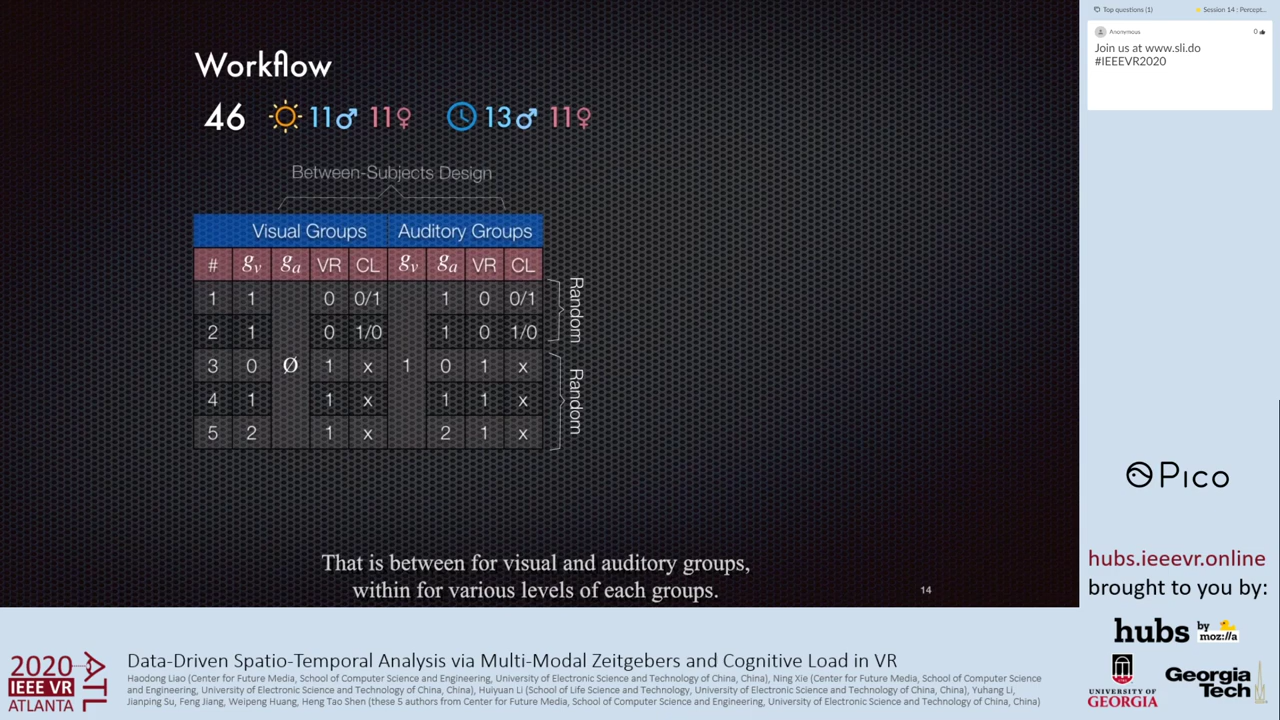 Workflow
46 11♂ 11♀ 13♂ 11♀
Between-Subjects Design
Visual Groups Auditory Groups
# gv ga VR CL gv ga VR CL
1 1 0 0/1 1 0 0/1
2 1 0 1/0 1 0 1/0
3 0 Ø 1 x 1 0 1 x
4 1 1 x 1 1 x
5 2 1 x 2 1 x
Random
Random
That is between for visual and auditory groups,
within for various levels of each groups.
14
Top questions (1) Session 14 : Percept...
Anonymous 0
Join us at www.sli.do
#IEEEVR2020
Pico
hubs.ieeevr.online
brought to you by:
hubs by moz://a
UNIVERSITY OF
GEORGIA
Georgia
Tech
2020
IEEE VR
ATLANTA
ATL
Data-Driven Spatio-Temporal Analysis via Multi-Modal Zeitgebers and Cognitive Load in VR
Haodong Liao (Center for Future Media, School of Computer Science and Engineering, University of Electronic Science and Technology of China, China), Ning Xie (Center for Future Media, School of Computer Science
and Engineering, University of Electronic Science and Technology of China, China), Huiyuan Li (School of Life Science and Technology, University of Electronic Science and Technology of China, China), Yuhang Li,
Jianping Su, Feng Jiang, Weipeng Huang, Heng Tao Shen (these 5 authors from Center for Future Media, School of Computer Science and Engineering, University of Electronic Science and Technology of China, China)